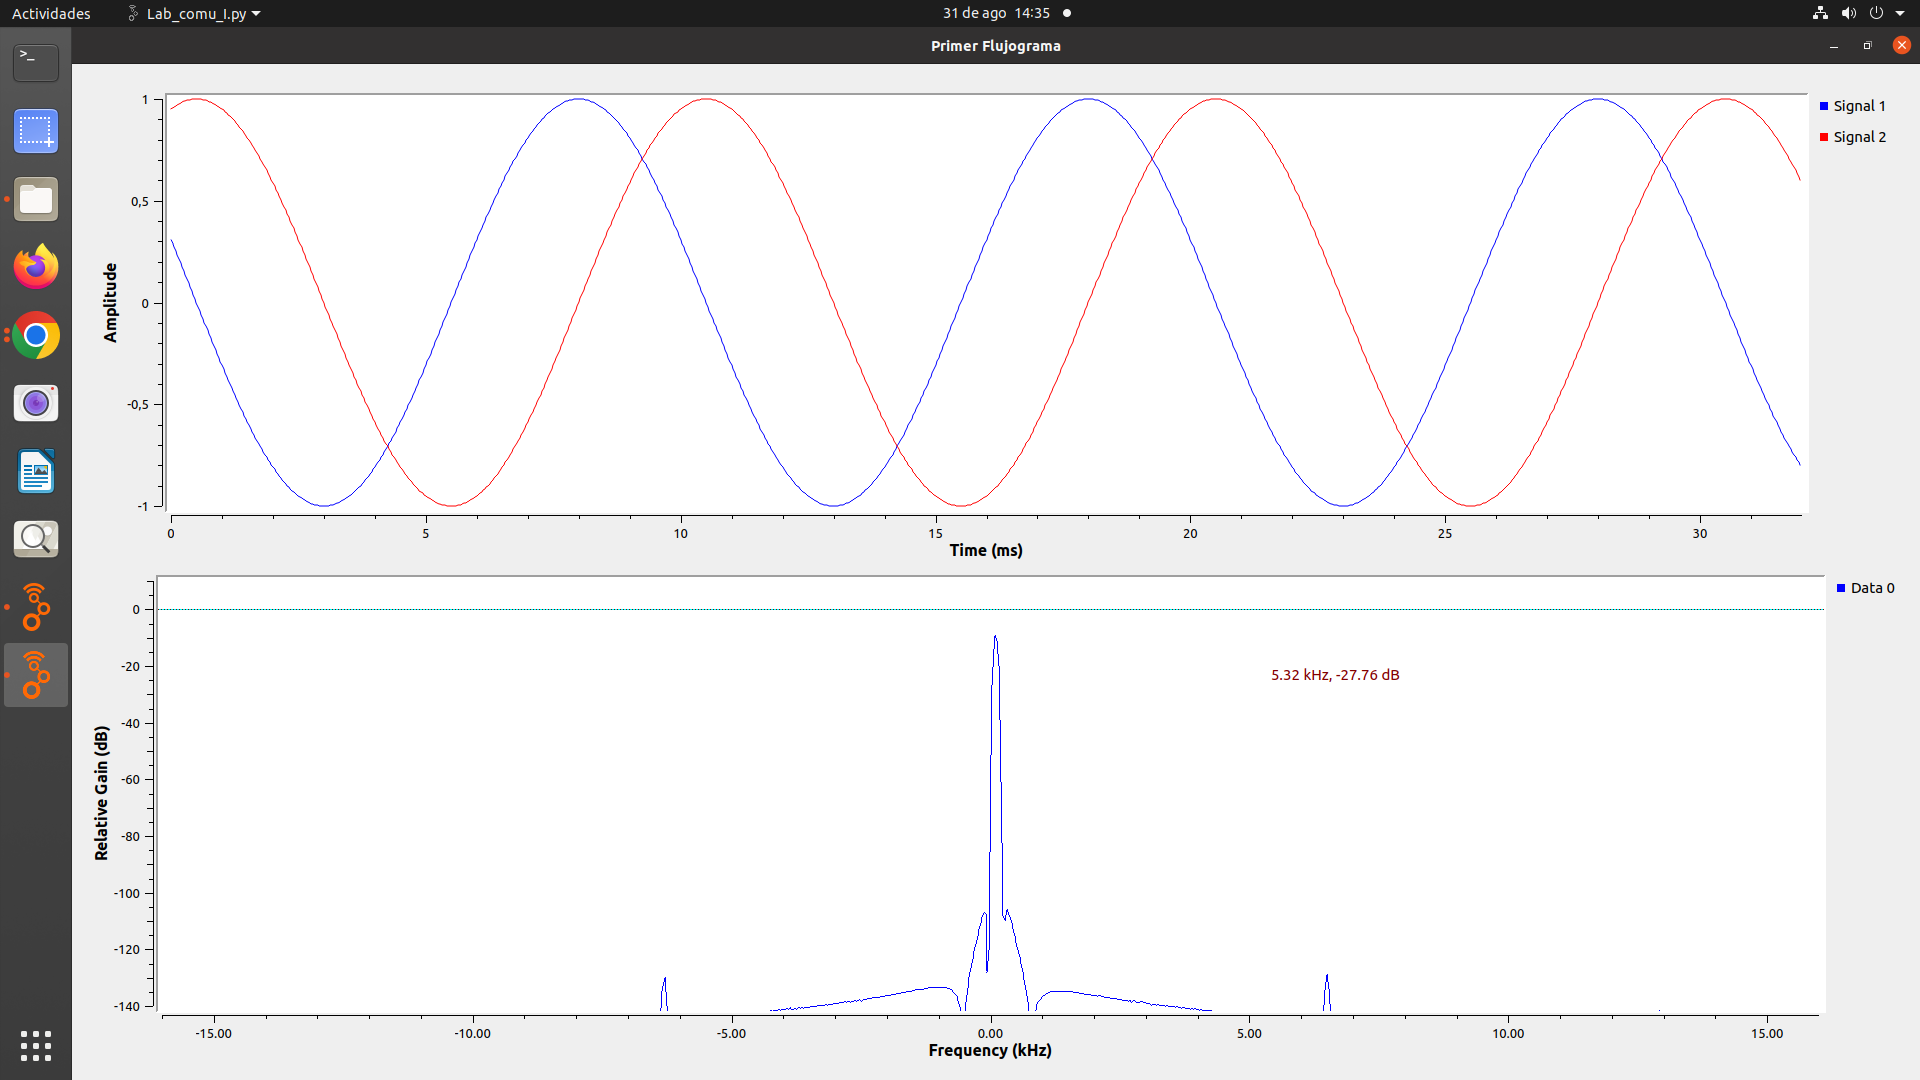 Actividades Lab_comu_I.py 31 de ago 14:35
Primer Flujograma
>_
1
0,5
0
-0,5
-1
Amplitude
0 5 10 15 20 25 30
Time (ms)
Signal 1
Signal 2
0
-20
-40
-60
-80
-100
-120
-140
Relative Gain (dB)
5.32 kHz, -27.76 dB
-15.00 -10.00 -5.00 0.00 5.00 10.00 15.00
Frequency (kHz)
Data 0